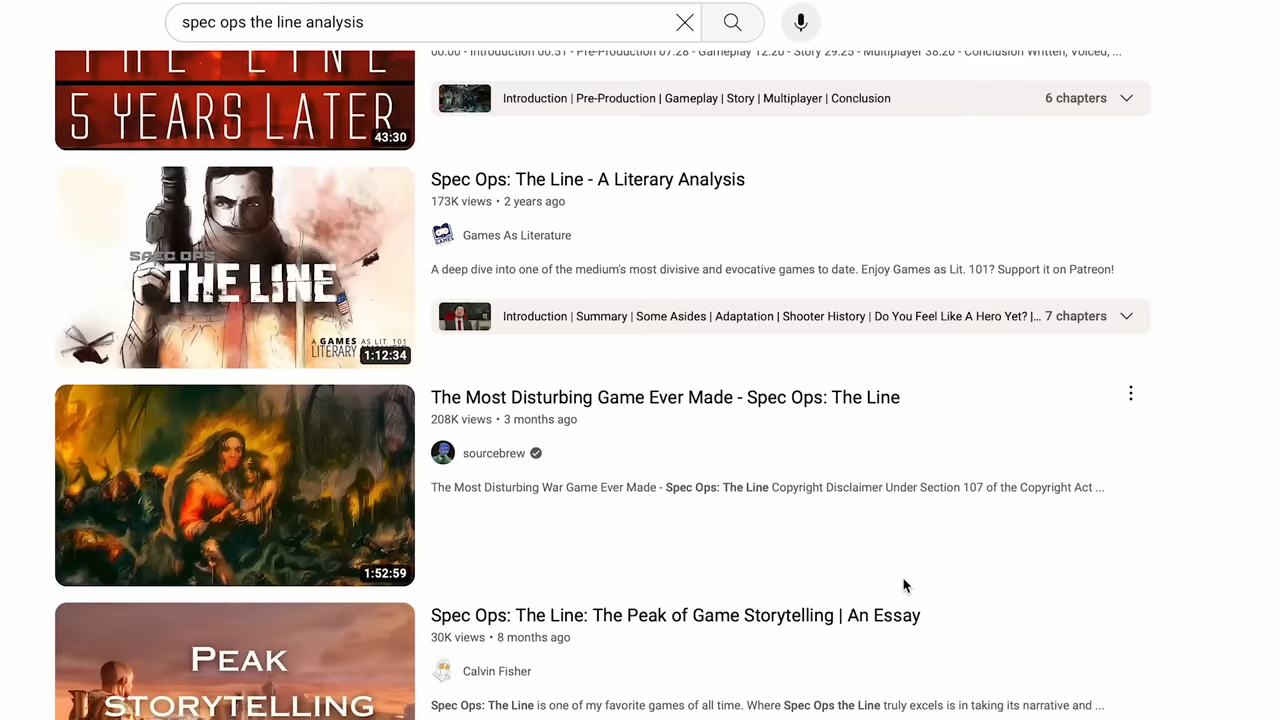 spec ops the line analysis
00:00 - Introduction 00:51 - Pre-Production 07:28 - Gameplay 12:20 - Story 29:25 - Multiplayer 38:20 - Conclusion Written, Voiced, ...
THE LINE
5 YEARS LATER
43:30
Introduction | Pre-Production | Gameplay | Story | Multiplayer | Conclusion
6 chapters
SPEC OPS
THE LINE
A GAMES AS LIT. 101
LITERARY ANALYSIS
1:12:34
Spec Ops: The Line - A Literary Analysis
173K views • 2 years ago
GAMES
Games As Literature
A deep dive into one of the medium's most divisive and evocative games to date. Enjoy Games as Lit. 101? Support it on Patreon!
Introduction | Summary | Some Asides | Adaptation | Shooter History | Do You Feel Like A Hero Yet? |...
7 chapters
1:52:59
The Most Disturbing Game Ever Made - Spec Ops: The Line
208K views • 3 months ago
sourcebrew
The Most Disturbing War Game Ever Made - Spec Ops: The Line Copyright Disclaimer Under Section 107 of the Copyright Act ...
PEAK
STORYTELLING
Spec Ops: The Line: The Peak of Game Storytelling | An Essay
30K views • 8 months ago
Calvin Fisher
Spec Ops: The Line is one of my favorite games of all time. Where Spec Ops the Line truly excels is in taking its narrative and ...